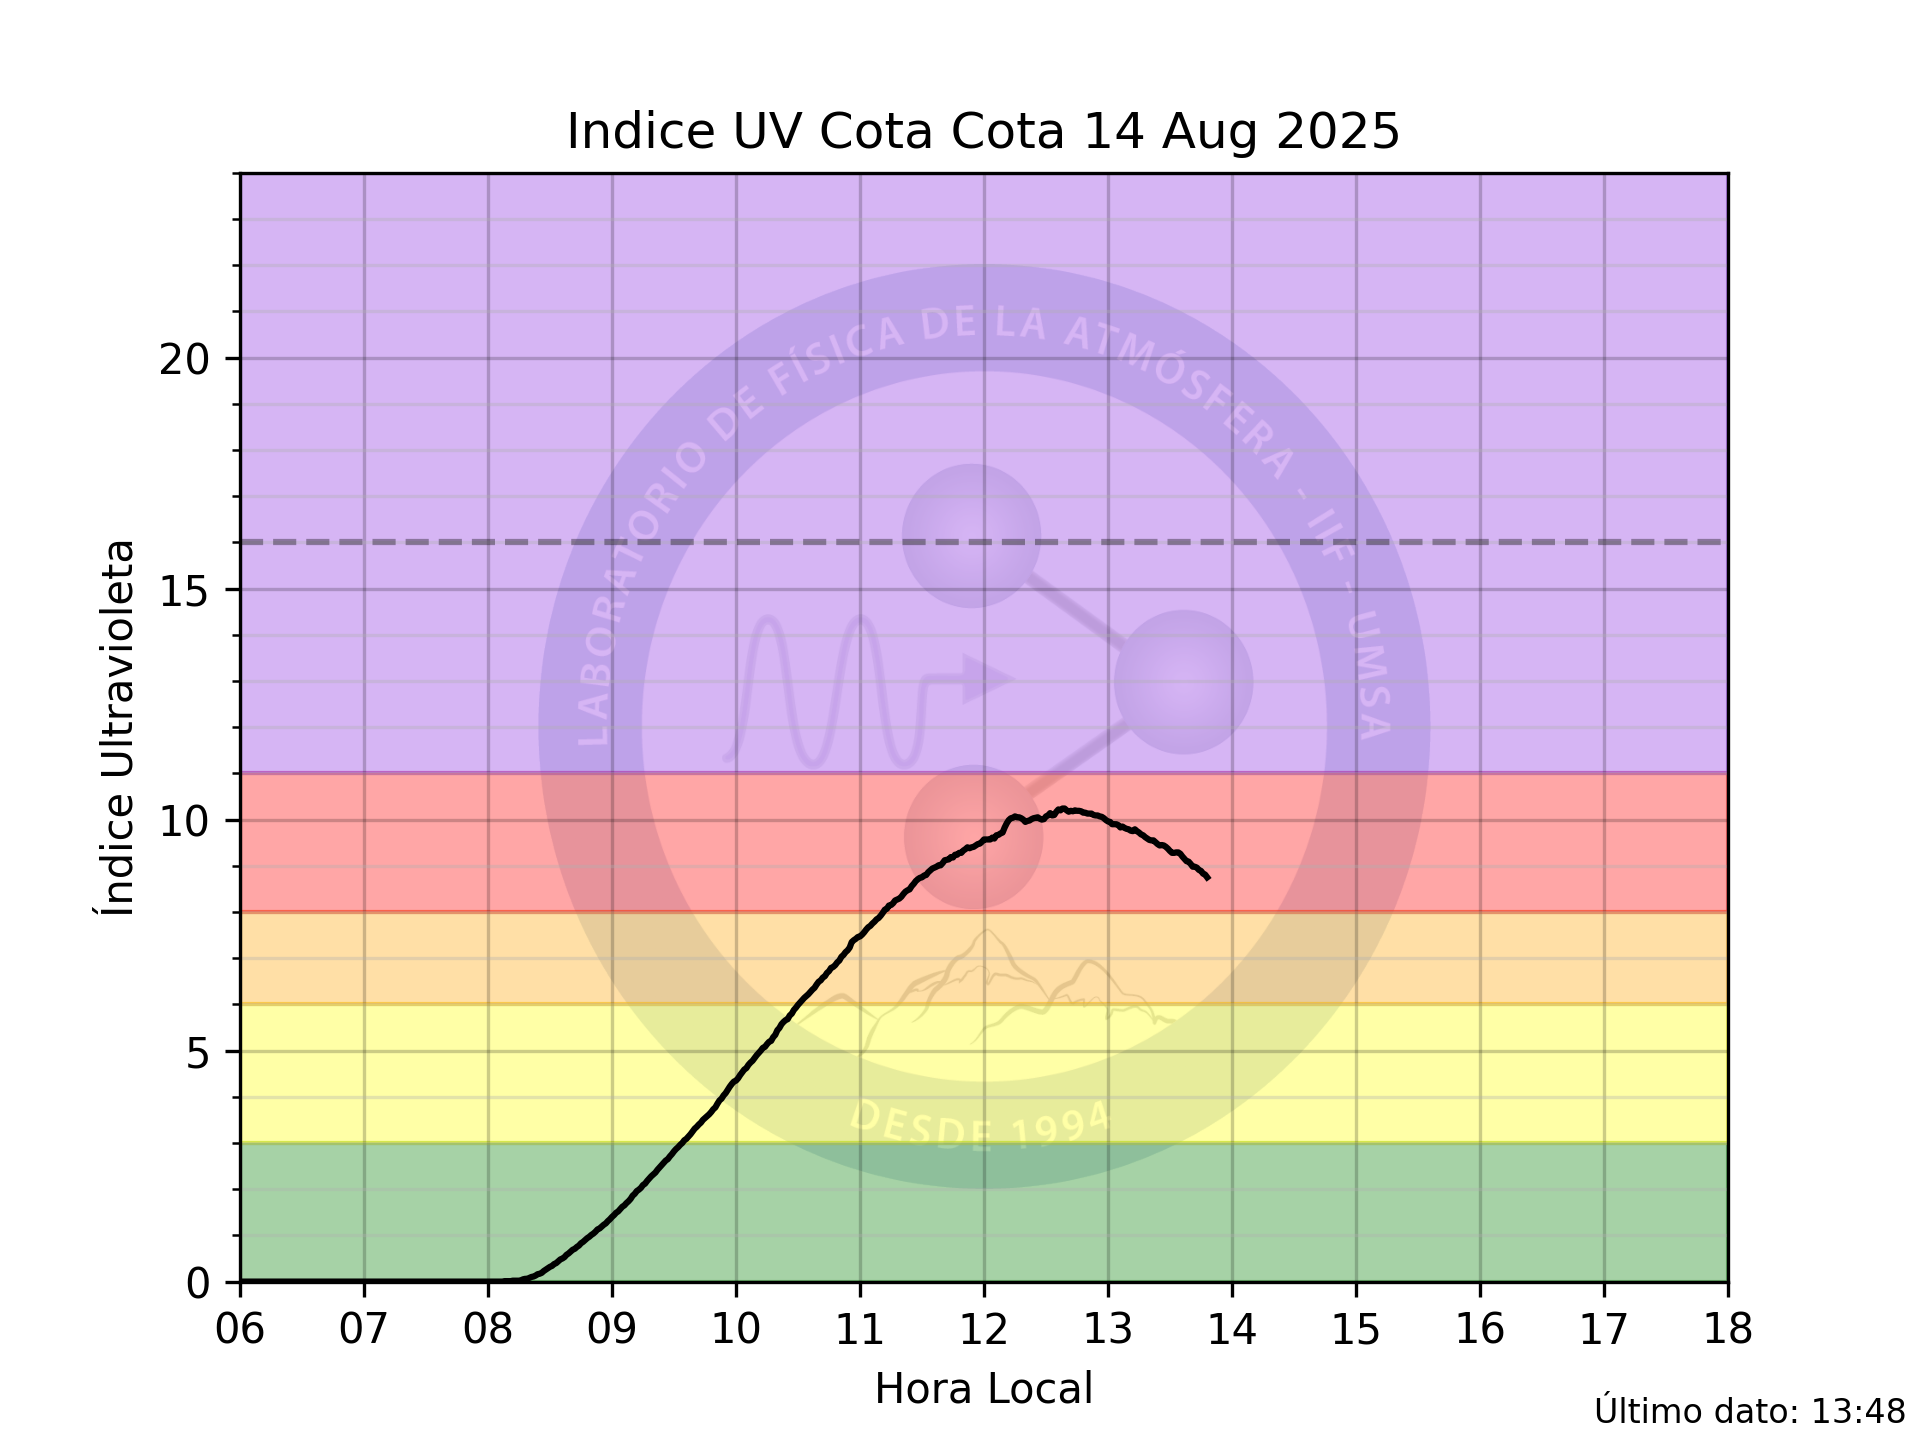 Indice UV Cota Cota 14 Aug 2025
LABORATORIO DE FÍSICA DE LA ATMÓSFERA - IIF - UMSA
20
15
10
5
0
Índice Ultravioleta
DESDE 1994
06 07 08 09 10 11 12 13 14 15 16 17 18
Hora Local
Último dato: 13:48